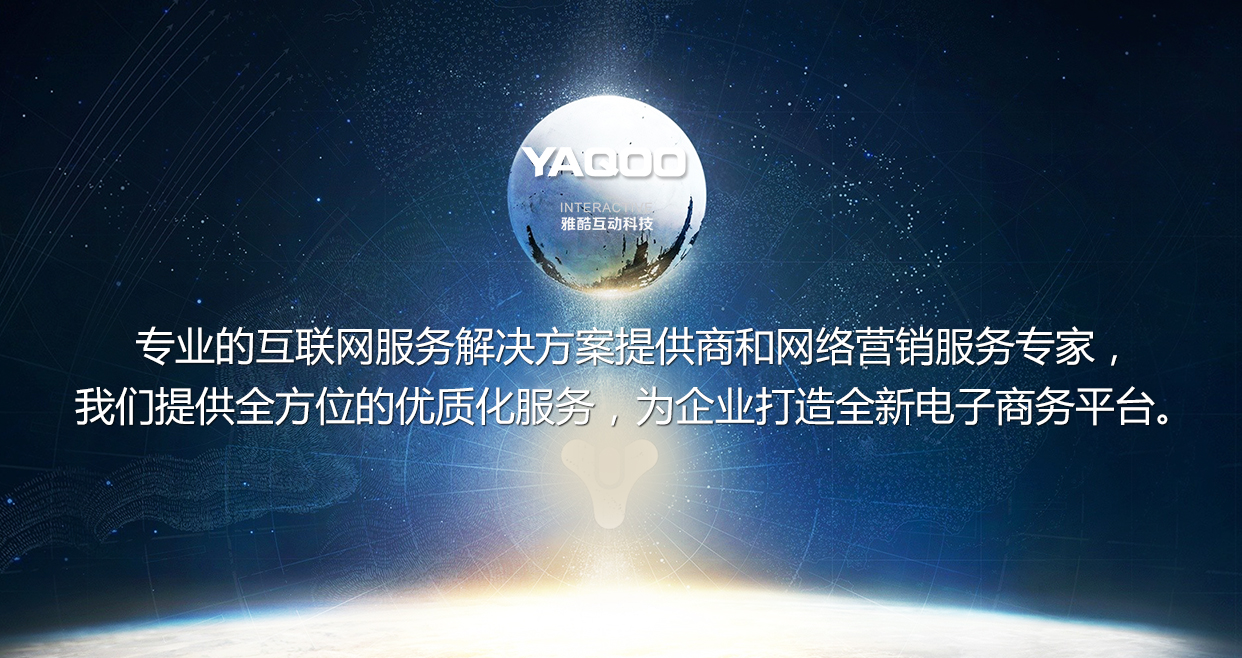 YAQOO
INTERACTIVE
雅酷互动科技
专业的互联网服务解决方案提供商和网络营销服务专家，
我们提供全方位的优质化服务，为企业打造全新电子商务平台。